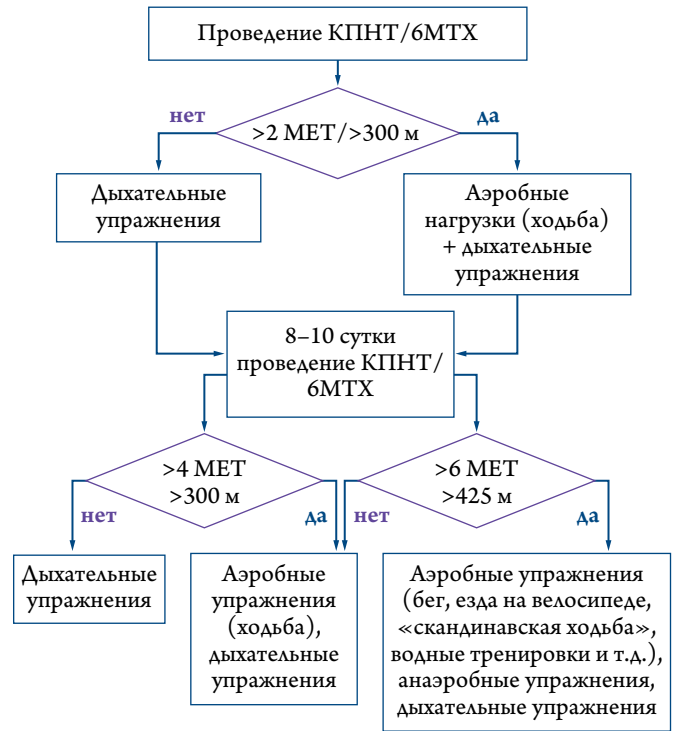 Проведение КПНТ/6МТХ
нет
>2 МЕТ/>300 м
да
Дыхательные
упражнения
Аэробные
нагрузки (ходьба)
+ дыхательные
упражнения
8–10 сутки
проведение КПНТ/
6МТХ
>4 МЕТ
>300 м
>6 МЕТ
>425 м
нет
да
нет
да
Дыхательные
упражнения
Аэробные
упражнения
(ходьба),
дыхательные
упражнения
Аэробные упражнения
(бег, езда на велосипеде,
«скандинавская ходьба»,
водные тренировки и т.д.),
анаэробные упражнения,
дыхательные упражнения